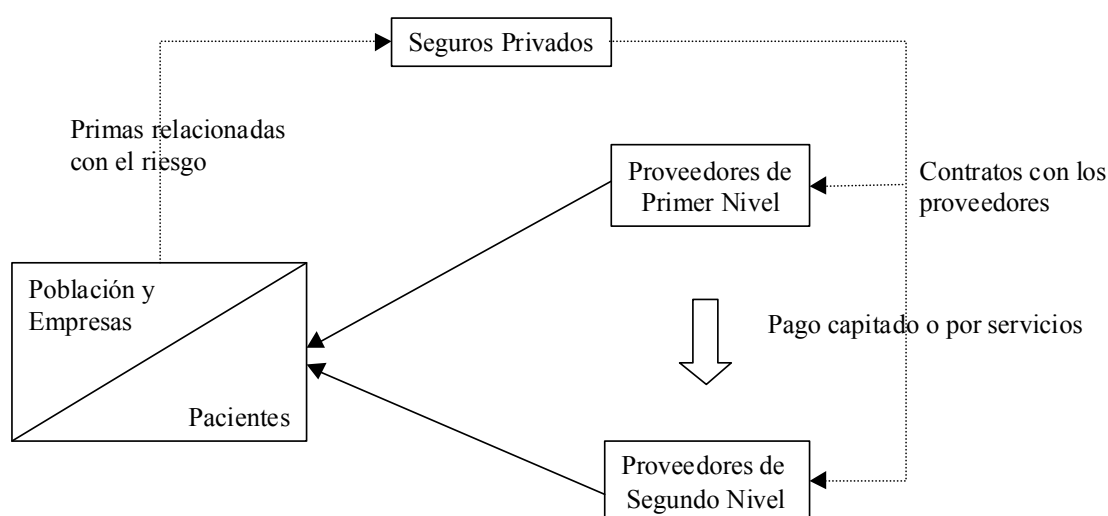 Seguros Privados
Primas relacionadas
con el riesgo
Proveedores de
Primer Nivel
Contratos con los
proveedores
Población y
Empresas
Pago capitado o por servicios
Pacientes
Proveedores de
Segundo Nivel